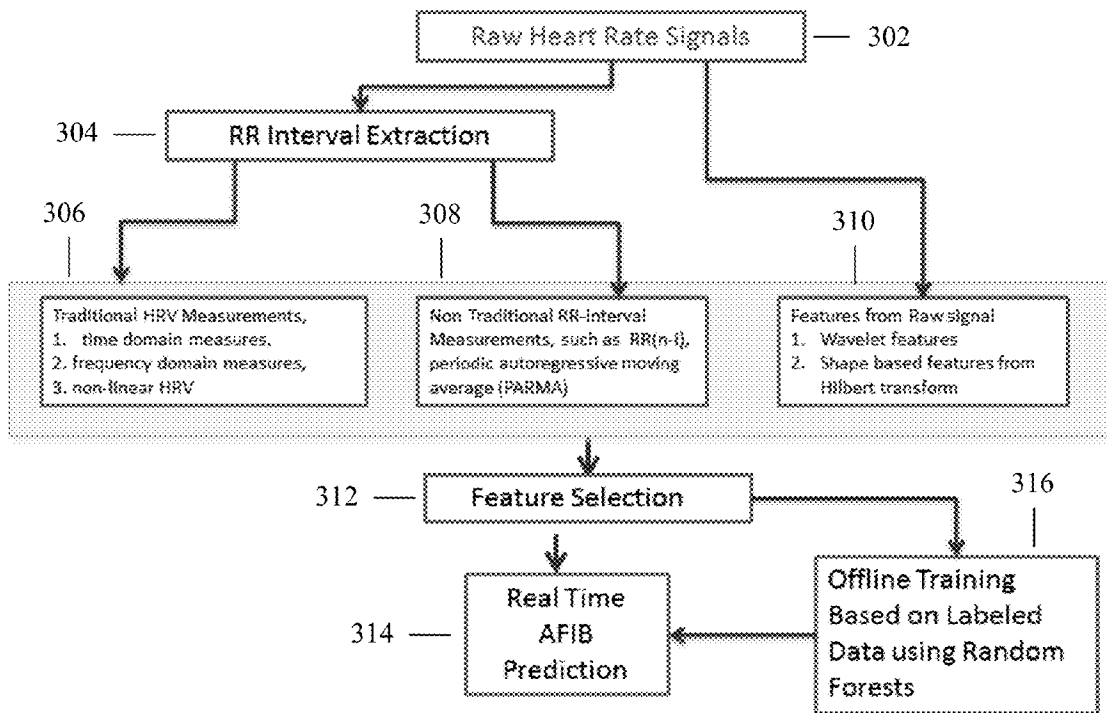 Raw Heart Rate Signals
302
304
RR Interval Extraction
306
308
310
Traditional HRV Measurements,
1. time domain measures,
2. frequency domain measures,
3. non-linear HRV
Non Traditional RR-interval
Measurements, such as RR(n-i),
periodic autoregressive moving
average (PARMA)
Features from Raw signal
1. Wavelet features
2. Shape based features from
Hilbert transform
312
Feature Selection
316
314
Real Time
AFIB
Prediction
Offline Training
Based on Labeled
Data using Random
Forests